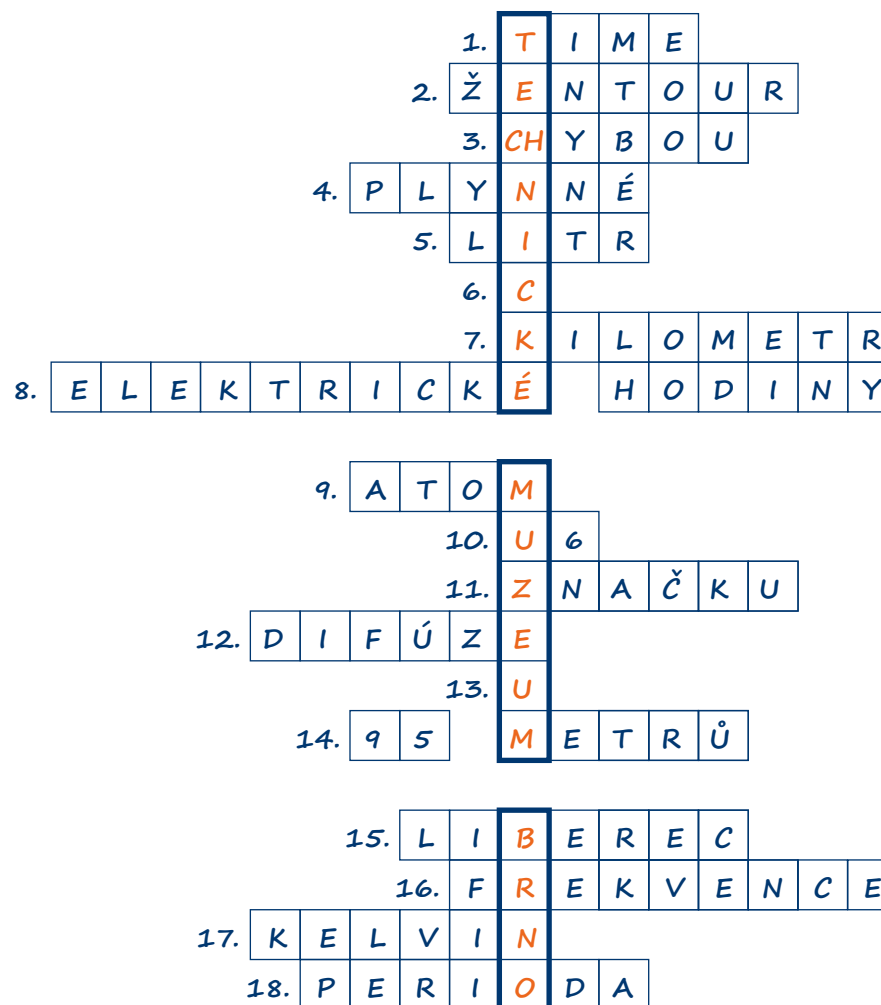 1. TIME
2. ŽENTOUR
3. CHYBOU
4. PLYNNÉ
5. LITR
6. C
7. KILOMETR
8. ELEKTRICKÉ HODINY
9. ATOM
10. U6
11. ZNAČKU
12. DIFÚZE
13. U
14. 95 METRŮ
15. LIBEREC
16. FREKVENCE
17. KELVIN
18. PERIODA